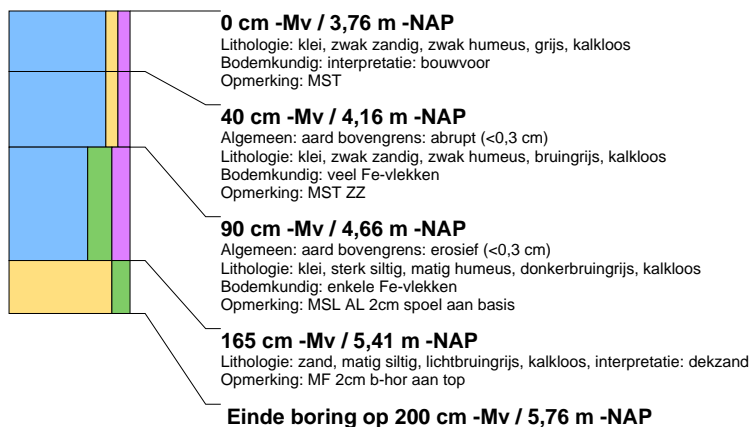 0 cm -Mv / 3,76 m -NAP
Lithologie: klei, zwak zandig, zwak humeus, grijs, kalkloos
Bodemkundig: interpretatie: bouwvoor
Opmerking: MST
40 cm -Mv / 4,16 m -NAP
Algemeen: aard bovengrens: abrupt (<0,3 cm)
Lithologie: klei, zwak zandig, zwak humeus, bruingrijs, kalkloos
Bodemkundig: veel Fe-vlekken
Opmerking: MST ZZ
90 cm -Mv / 4,66 m -NAP
Algemeen: aard bovengrens: erosief (<0,3 cm)
Lithologie: klei, sterk siltig, matig humeus, donkerbruingrijs, kalkloos
Bodemkundig: enkele Fe-vlekken
Opmerking: MSL AL 2cm spoel aan basis
165 cm -Mv / 5,41 m -NAP
Lithologie: zand, matig siltig, lichtbruingrijs, kalkloos, interpretatie: dekzand
Opmerking: MF 2cm b-hor aan top
Einde boring op 200 cm -Mv / 5,76 m -NAP